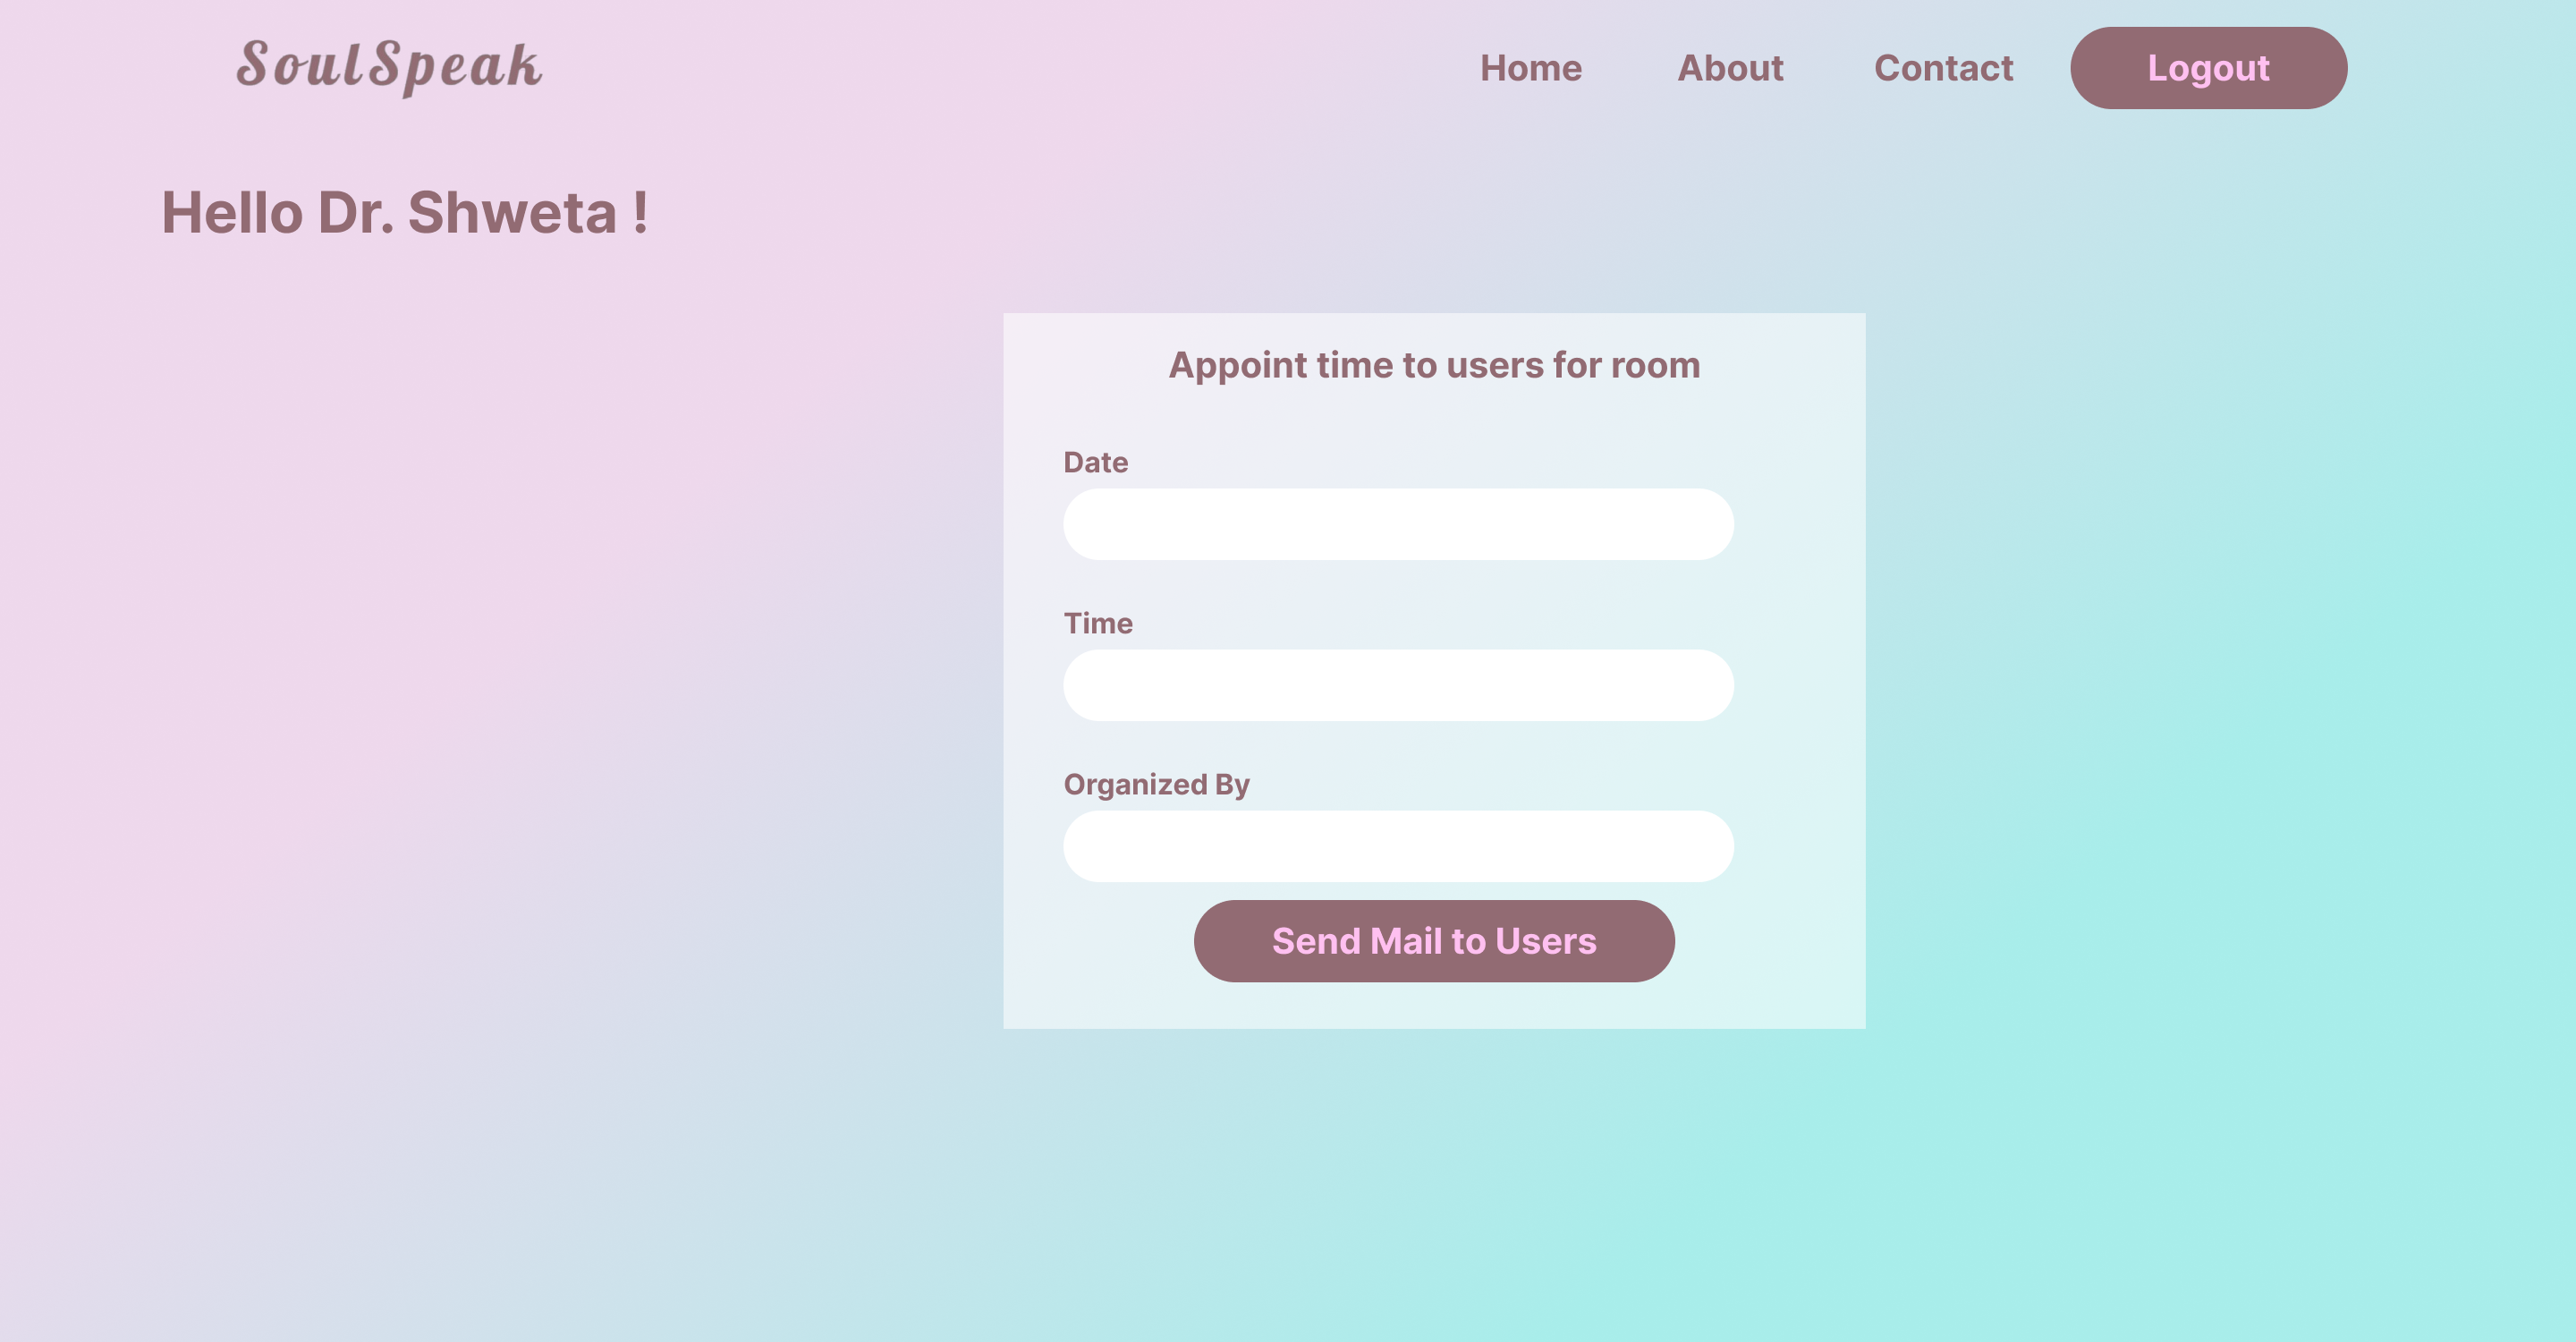 SoulSpeak
Home About Contact Logout
Hello Dr. Shweta !
Appoint time to users for room
Date
Time
Organized By
Send Mail to Users